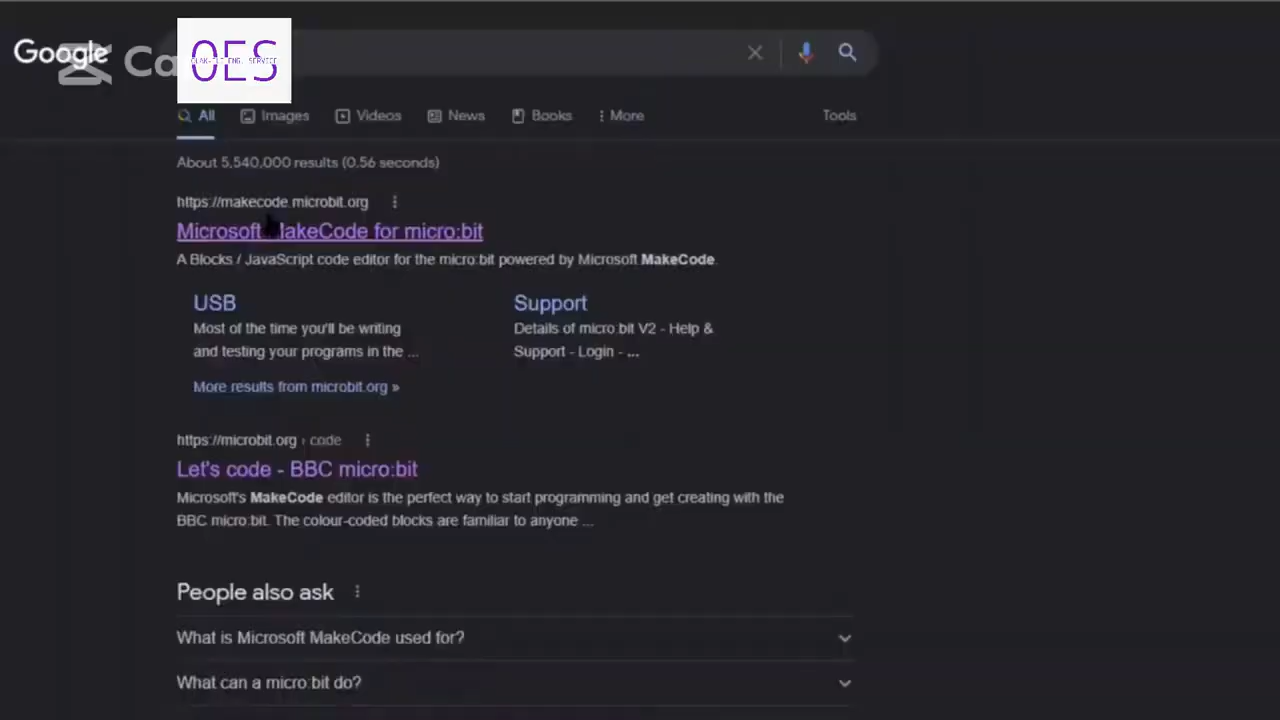 Google
Ca
OES
All
Images
Videos
News
Books
More
Tools
About 5,540,000 results (0.56 seconds)
https://makecode.microbit.org
Microsoft MakeCode for micro:bit
A Blocks / JavaScript code editor for the micro:bit powered by Microsoft MakeCode.
USB
Most of the time you'll be writing
and testing your programs in the ...
Support
Details of micro:bit V2 - Help &
Support - Login - ...
More results from microbit.org »
https://microbit.org › code
Let's code - BBC micro:bit
Microsoft's MakeCode editor is the perfect way to start programming and get creating with the
BBC micro:bit. The colour-coded blocks are familiar to anyone ...
People also ask
What is Microsoft MakeCode used for?
What can a micro:bit do?